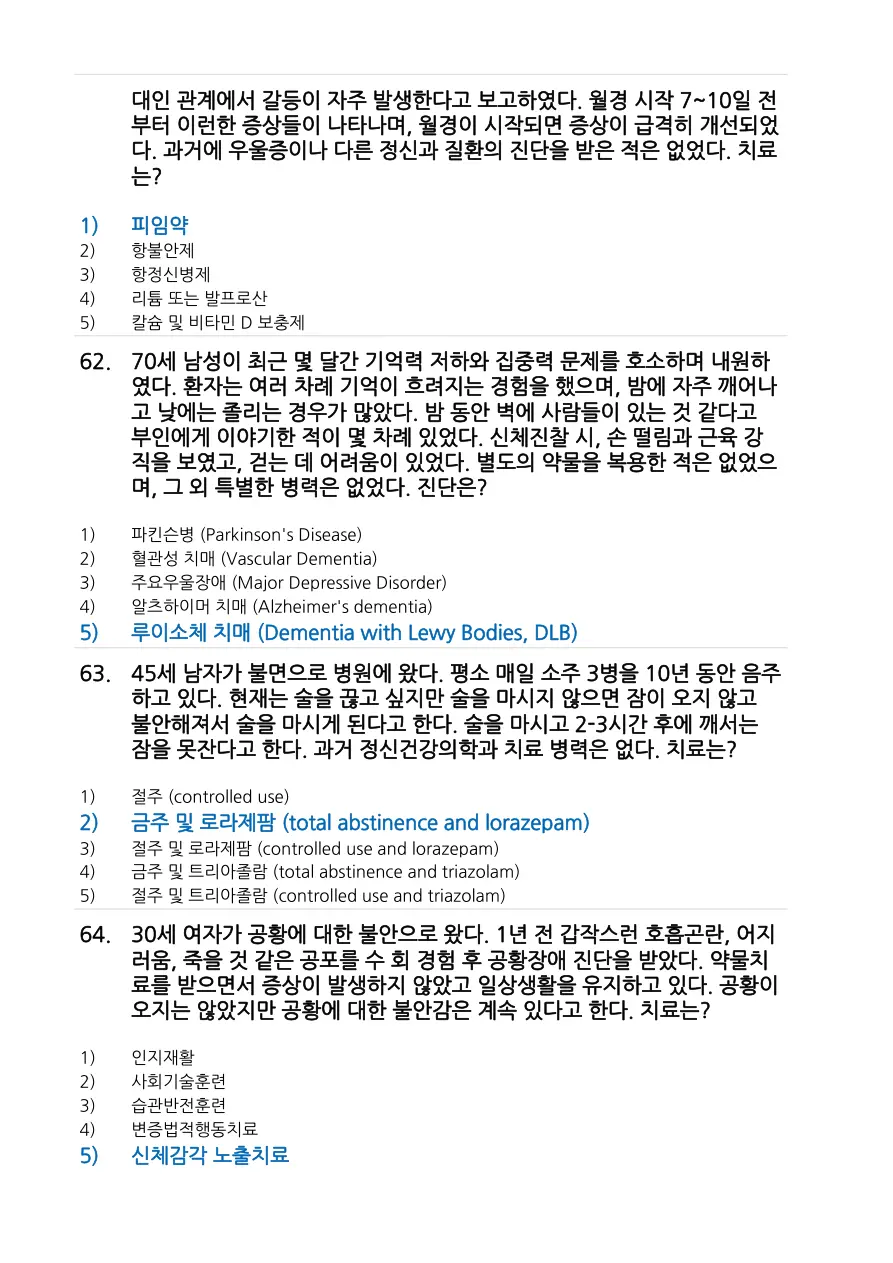 대인 관계에서 갈등이 자주 발생한다고 보고하였다. 월경 시작 7~10일 전
부터 이런한 증상들이 나타나며, 월경이 시작되면 증상이 급격히 개선되었
다. 과거에 우울증이나 다른 정신과 질환의 진단을 받은 적은 없었다. 치료
는?
1) 피임약
2) 항불안제
3) 항정신병제
4) 리튬 또는 발프로산
5) 칼슘 및 비타민 D 보충제
62. 70세 남성이 최근 몇 달간 기억력 저하와 집중력 문제를 호소하며 내원하
였다. 환자는 여러 차례 기억이 흐려지는 경험을 했으며, 밤에 자주 깨어나
고 낮에는 졸리는 경우가 많았다. 밤 동안 벽에 사람들이 있는 것 같다고
부인에게 이야기한 적이 몇 차례 있었다. 신체진찰 시, 손 떨림과 근육 강
직을 보였고, 걷는 데 어려움이 있었다. 별도의 약물을 복용한 적은 없었으
며, 그 외 특별한 병력은 없었다. 진단은?
1) 파킨슨병 (Parkinson's Disease)
2) 혈관성 치매 (Vascular Dementia)
3) 주요우울장애 (Major Depressive Disorder)
4) 알츠하이머 치매 (Alzheimer's dementia)
5) 루이소체 치매 (Dementia with Lewy Bodies, DLB)
63. 45세 남자가 불면으로 병원에 왔다. 평소 매일 소주 3병을 10년 동안 음주
하고 있다. 현재는 술을 끊고 싶지만 술을 마시지 않으면 잠이 오지 않고
불안해져서 술을 마시게 된다고 한다. 술을 마시고 2-3시간 후에 깨서는
잠을 못잔다고 한다. 과거 정신건강의학과 치료 병력은 없다. 치료는?
1) 절주 (controlled use)
2) 금주 및 로라제팜 (total abstinence and lorazepam)
3) 절주 및 로라제팜 (controlled use and lorazepam)
4) 금주 및 트리아졸람 (total abstinence and triazolam)
5) 절주 및 트리아졸람 (controlled use and triazolam)
64. 30세 여자가 공황에 대한 불안으로 왔다. 1년 전 갑작스런 호흡곤란, 어지
러움, 죽을 것 같은 공포를 수 회 경험 후 공황장애 진단을 받았다. 약물치
료를 받으면서 증상이 발생하지 않았고 일상생활을 유지하고 있다. 공황이
오지는 않았지만 공황에 대한 불안감은 계속 있다고 한다. 치료는?
1) 인지재활
2) 사회기술훈련
3) 습관반전훈련
4) 변증법적행동치료
5) 신체감각 노출치료